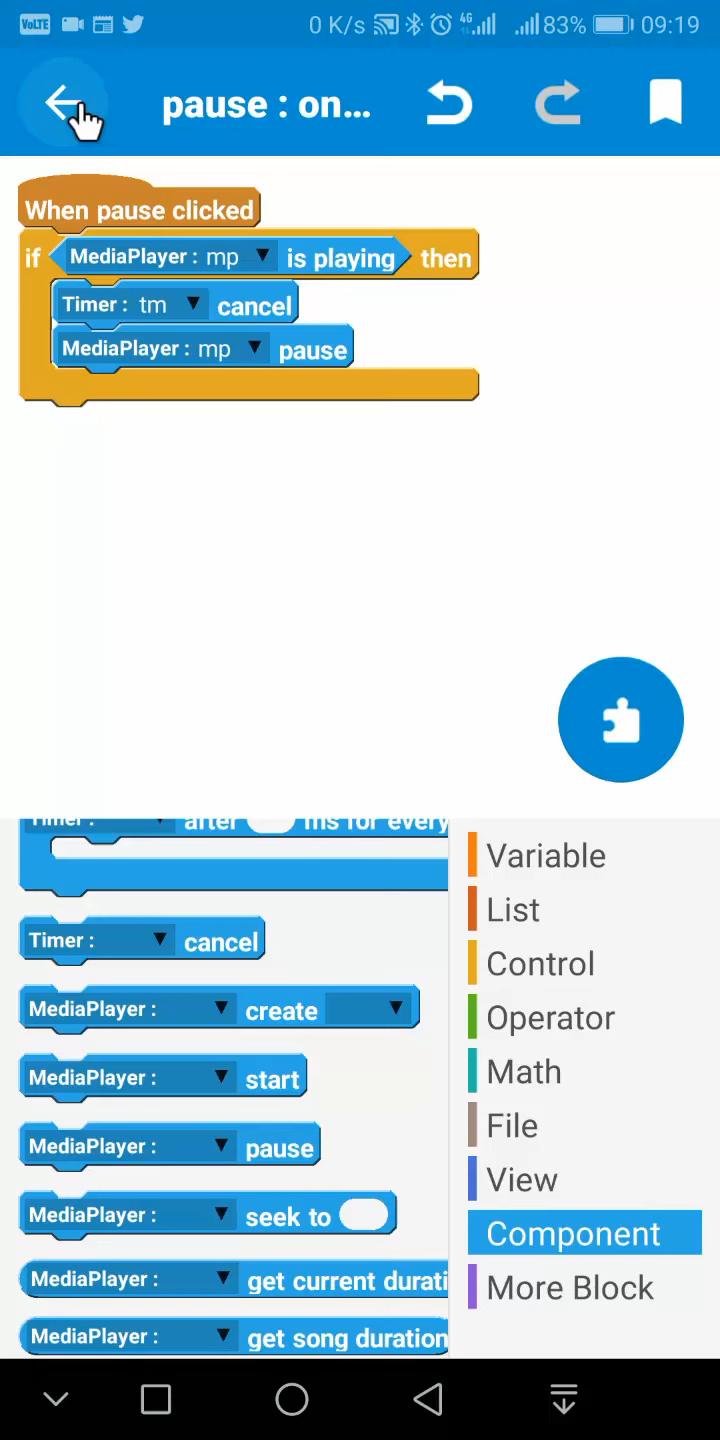 VoLTE 0 K/s 4G 83% 09:19
pause : on...
When pause clicked
if MediaPlayer : mp is playing then
Timer : tm cancel
MediaPlayer : mp pause
Timer : after ms for every
Timer : cancel
MediaPlayer : create
MediaPlayer : start
MediaPlayer : pause
MediaPlayer : seek to
MediaPlayer : get current durati
MediaPlayer : get song duration
Variable
List
Control
Operator
Math
File
View
Component
More Block